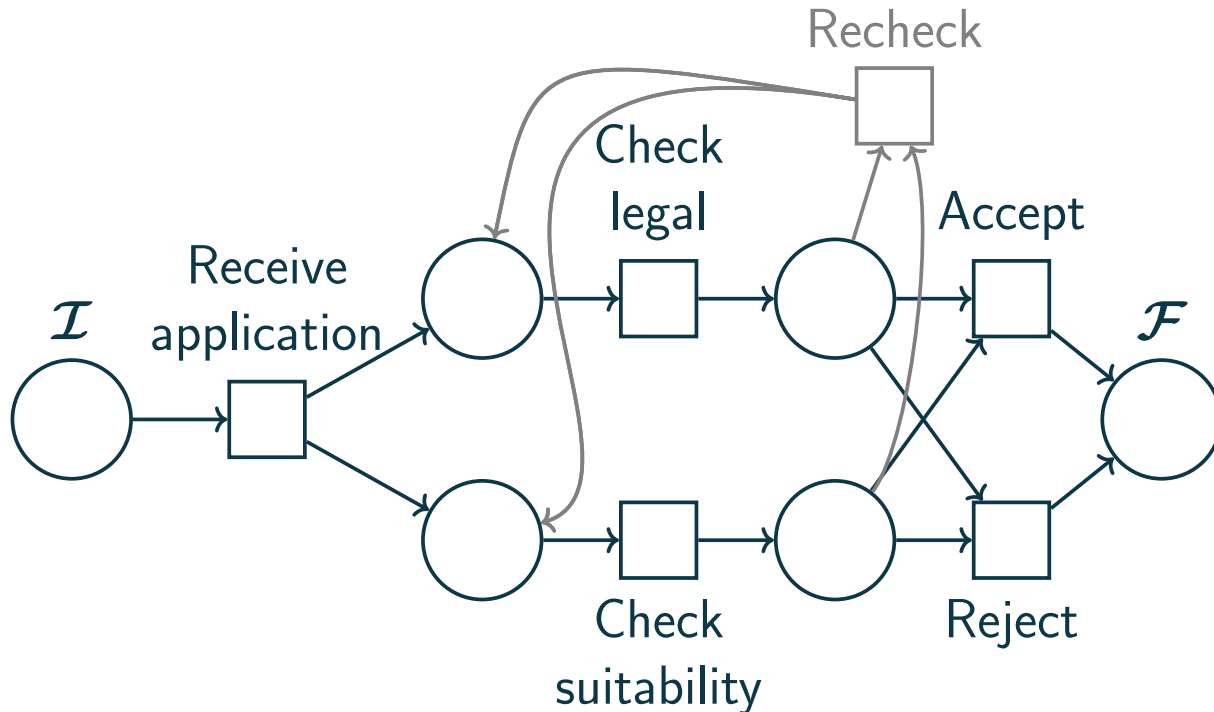 Recheck
Check
legal
Accept
Receive
application
𝓘
𝓕
Check
suitability
Reject